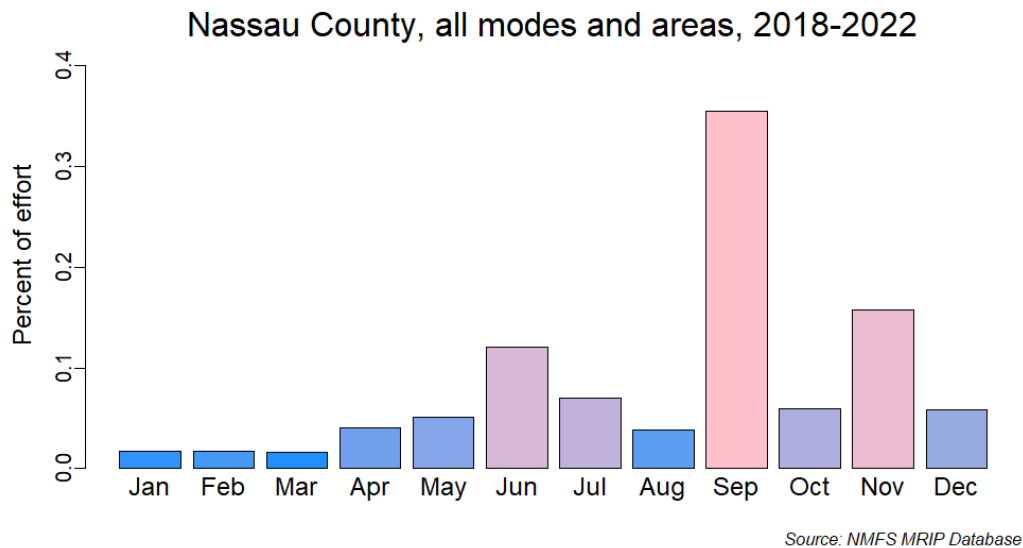 Nassau County, all modes and areas, 2018-2022
Percent of effort
0.4
0.3
0.2
0.1
0.0
Jan Feb Mar Apr May Jun Jul Aug Sep Oct Nov Dec
Source: NMFS MRIP Database